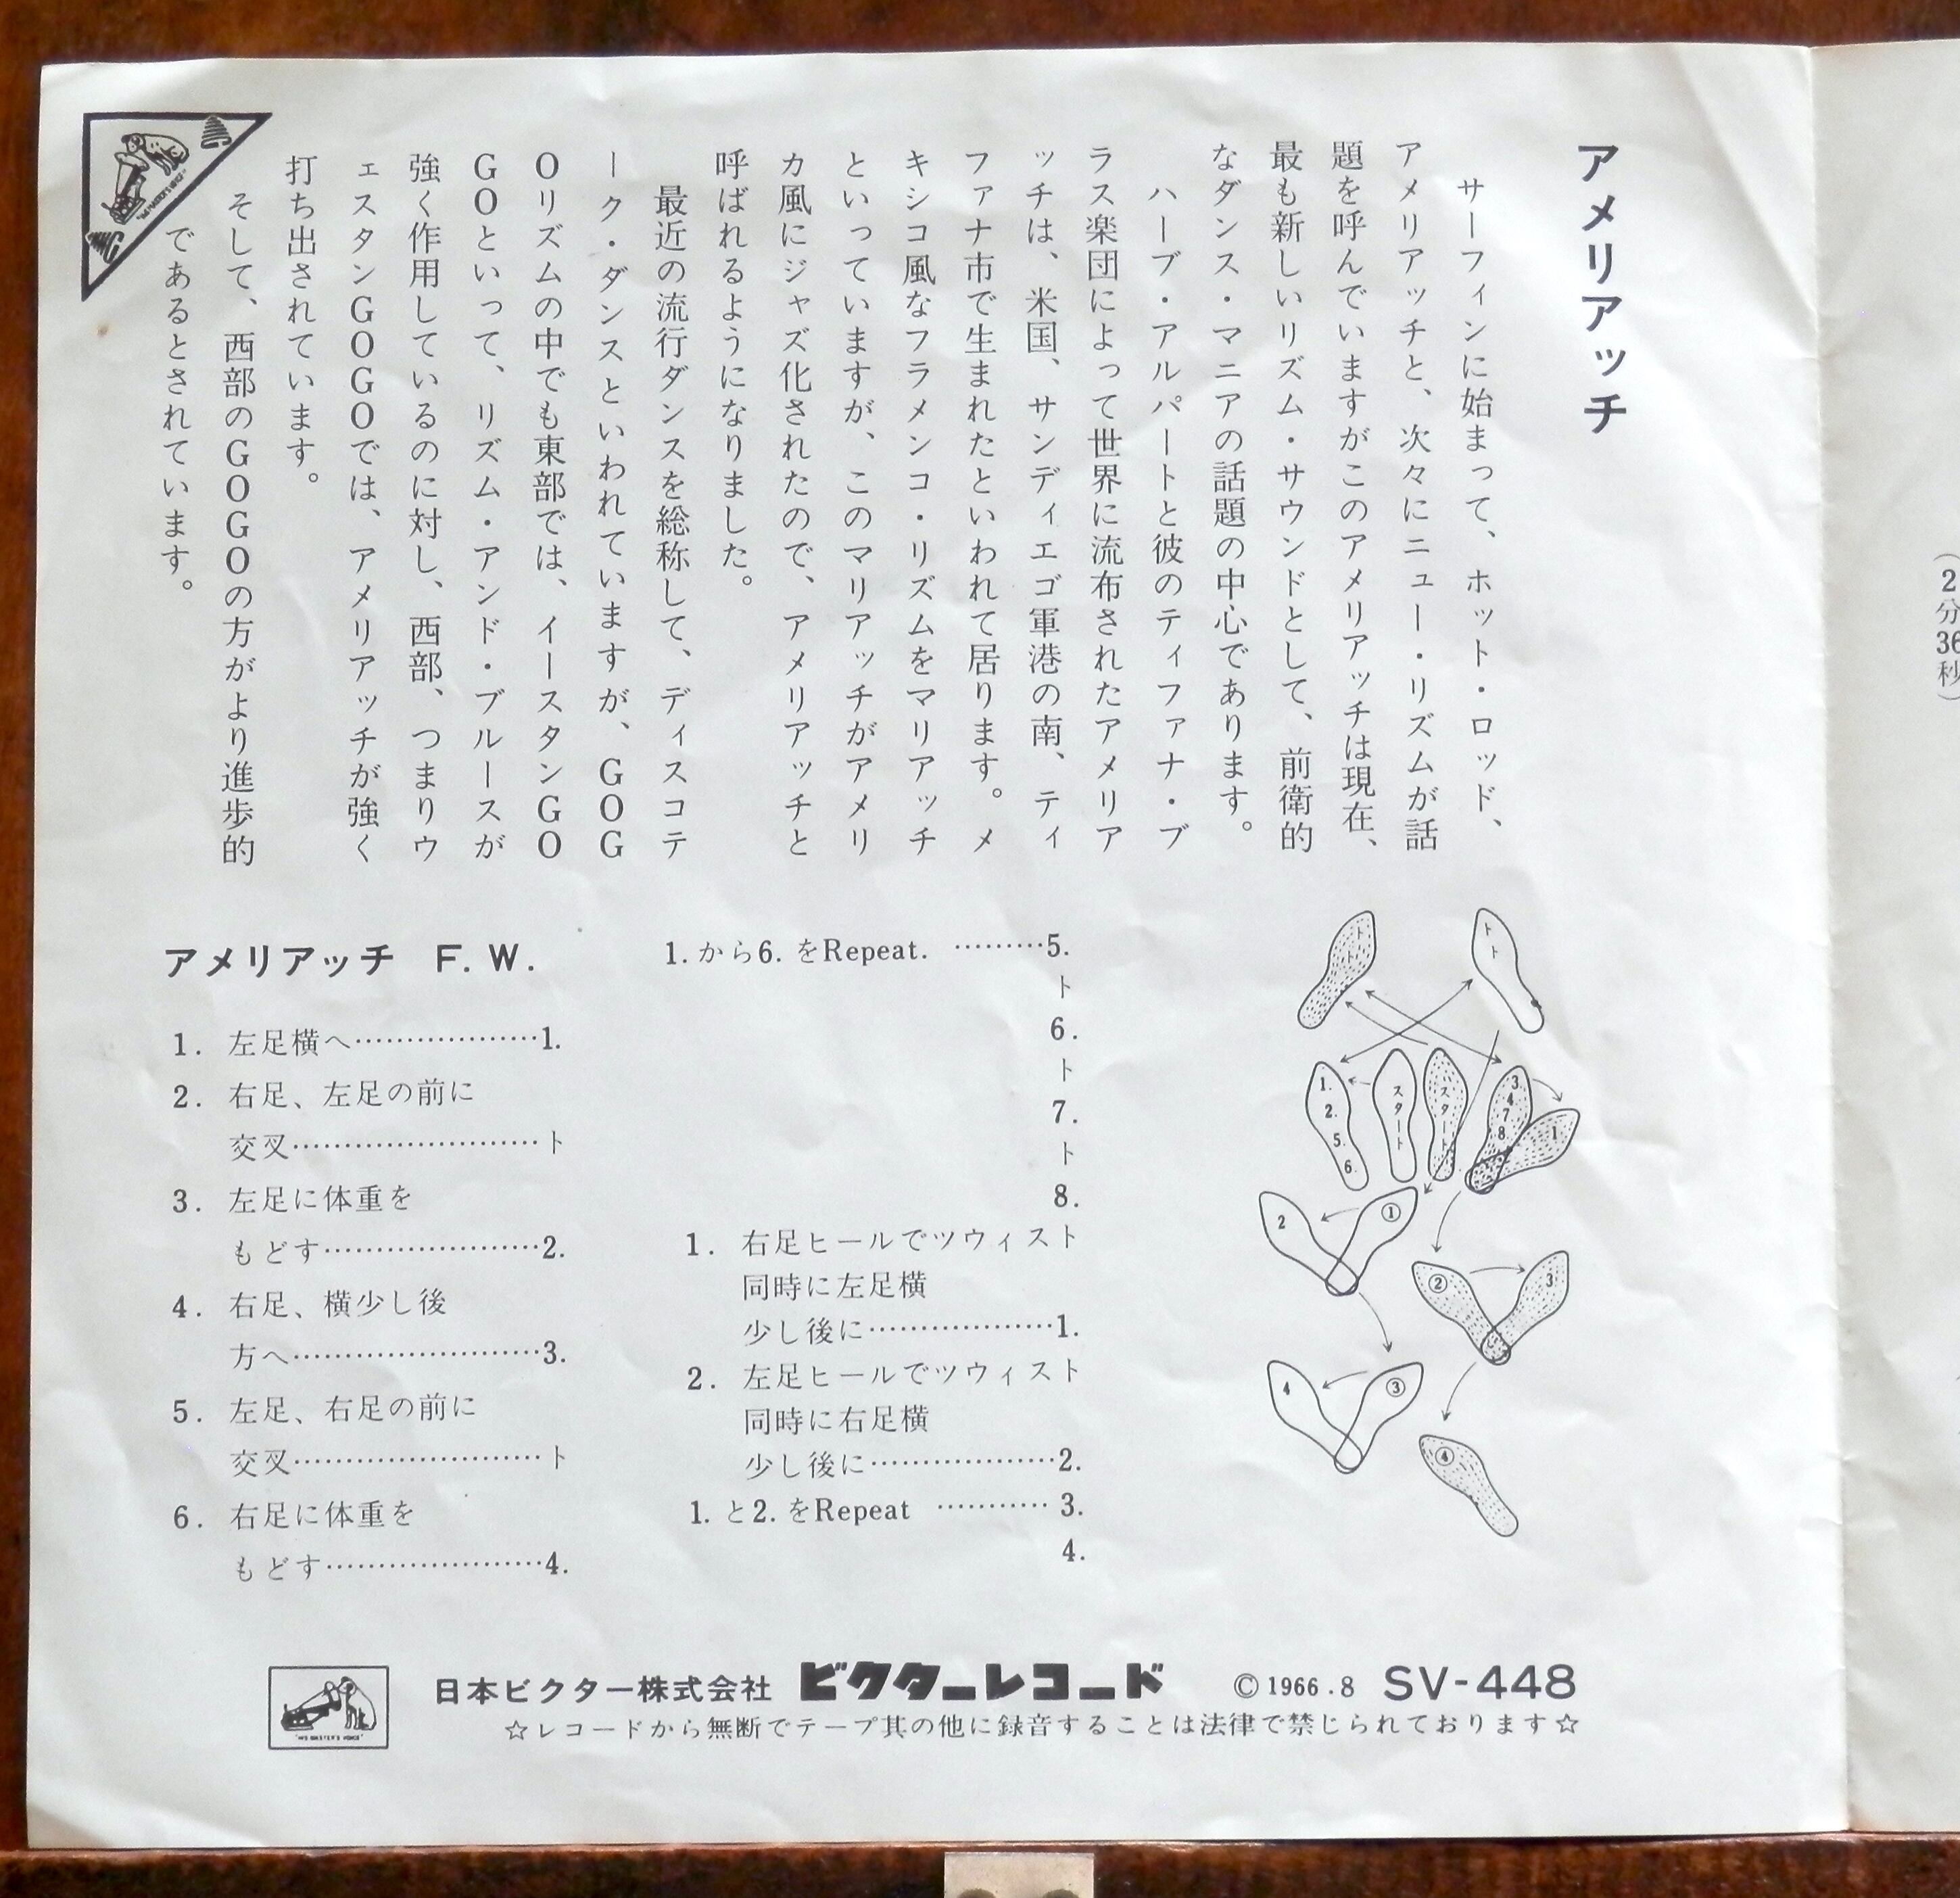 アメリアッチ
サーフィンに始まって、ホット・ロッド、
アメリアッチと、次々にニュー・リズムが話
題を呼んでいますがこのアメリアッチは現在、
最も新しいリズム・サウンドとして、前衛的
なダンス・マニアの話題の中心であります。
ハーブ・アルパートと彼のティファナ・ブ
ラス楽団によって世界に流布されたアメリア
ッチは、米国、サンディエゴ軍港の南、ティ
ファナ市で生まれたといわれて居ります。メ
キシコ風なフラメンコ・リズムをマリアッチ
といっていますが、このマリアッチがアメリ
カ風にジャズ化されたので、アメリアッチと
呼ばれるようになりました。
最近の流行ダンスを総称して、ディスコテ
ーク・ダンスといわれていますが、GOG
Oリズムの中でも東部では、イースタンGO
GOといって、リズム・アンド・ブルースが
強く作用しているのに対し、西部、つまりウ
ェスタンGOGOでは、アメリアッチが強く
打ち出されています。
そして、西部のGOGOの方がより進歩的
であるとされています。
アメリアッチ F. W.
1. 左足横へ………………1.
2. 右足、左足の前に
交叉……………………ト
3. 左足に体重を
もどす…………………2.
4. 右足、横少し後
方へ……………………3.
5. 左足、右足の前に
交叉……………………ト
6. 右足に体重を
もどす…………………4.
1.から6.をRepeat. ………5.
ト
6.
ト
7.
ト
8.
1. 右足ヒールでツウィスト
同時に左足横
少し後に………………1.
2. 左足ヒールでツウィスト
同時に右足横
少し後に………………2.
1.と2.をRepeat ………… 3.
4.
ト
ト
ト
ト
1.
2.
5.
6.
スタート
スタート
3.
4
7
8.
1
2
①
②
3
4
③
④
"HIS MASTER'S VOICE"
日本ビクター株式会社 ビクターレコード ©1966.8 SV-448
☆レコードから無断でテープ其の他に録音することは法律で禁じられております☆
(2分36秒)